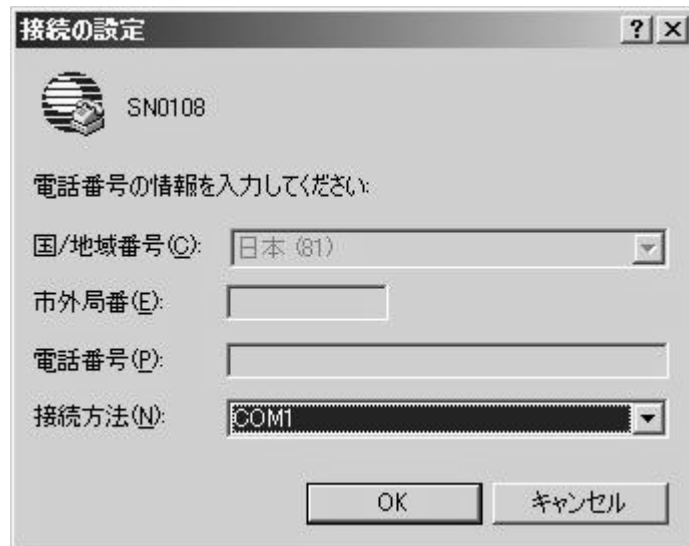 接続の設定
SN0108
電話番号の情報を入力してください:
国/地域番号(C): 日本 (81)
市外局番(E):
電話番号(P):
接続方法(N): COM1
OK キャンセル